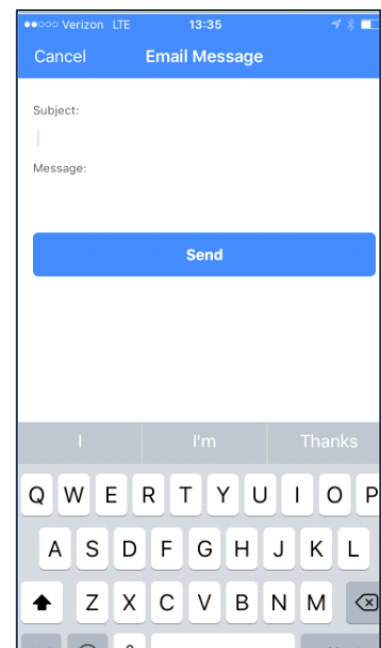 Verizon LTE 13:35
Cancel Email Message
Subject:
Message:
Send
I I'm Thanks
Q W E R T Y U I O P
A S D F G H J K L
Z X C V B N M